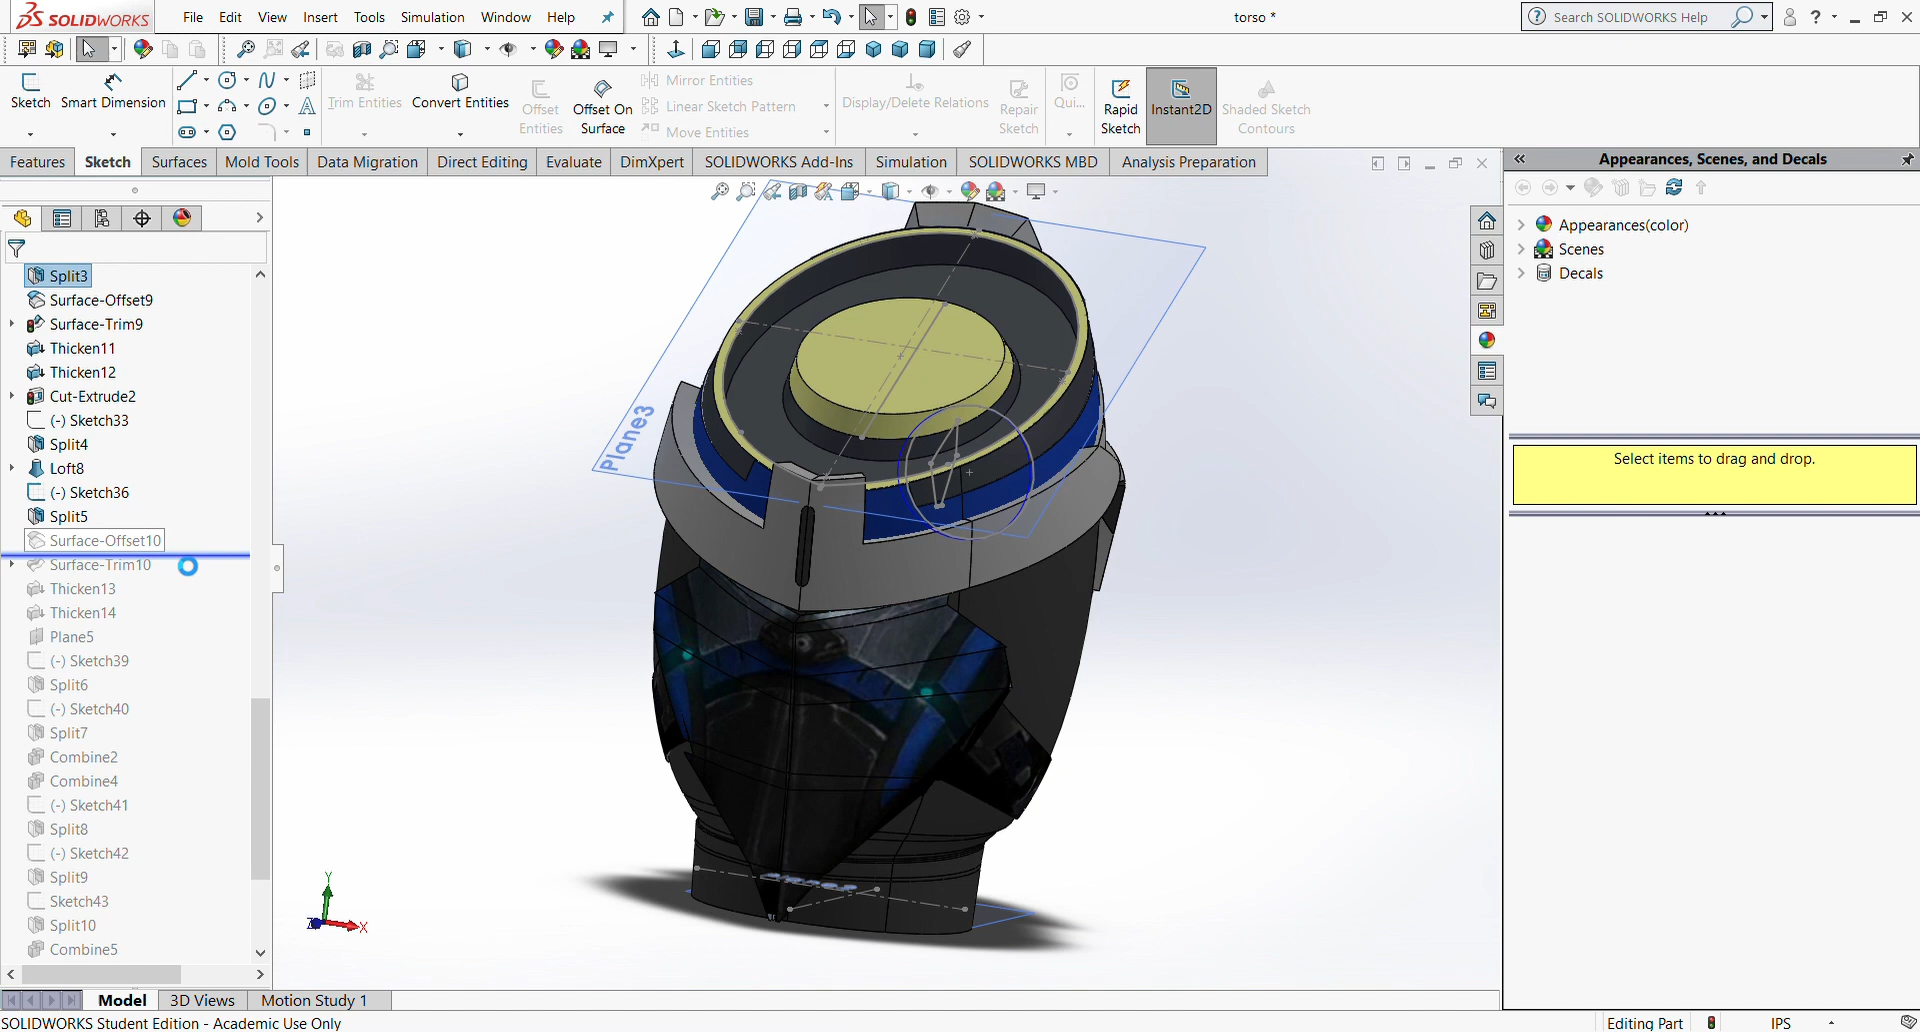 SOLIDWORKS
File Edit View Insert Tools Simulation Window Help
torso *
Search SOLIDWORKS Help
Sketch
Smart Dimension
Trim Entities
Convert Entities
Offset Entities
Offset On Surface
Mirror Entities
Linear Sketch Pattern
Move Entities
Display/Delete Relations
Repair Sketch
Qui...
Rapid Sketch
Instant2D
Shaded Sketch Contours
Features Sketch Surfaces Mold Tools Data Migration Direct Editing Evaluate DimXpert SOLIDWORKS Add-Ins Simulation SOLIDWORKS MBD Analysis Preparation
Appearances, Scenes, and Decals
Appearances(color)
Scenes
Decals
Select items to drag and drop.
Split3
Surface-Offset9
Surface-Trim9
Thicken11
Thicken12
Cut-Extrude2
(-) Sketch33
Split4
Loft8
(-) Sketch36
Split5
Surface-Offset10
Surface-Trim10
Thicken13
Thicken14
Plane5
(-) Sketch39
Split6
(-) Sketch40
Split7
Combine2
Combine4
(-) Sketch41
Split8
(-) Sketch42
Split9
Sketch43
Split10
Combine5
Plane3
Y
X
Z
Model 3D Views Motion Study 1
SOLIDWORKS Student Edition - Academic Use Only
Editing Part
IPS